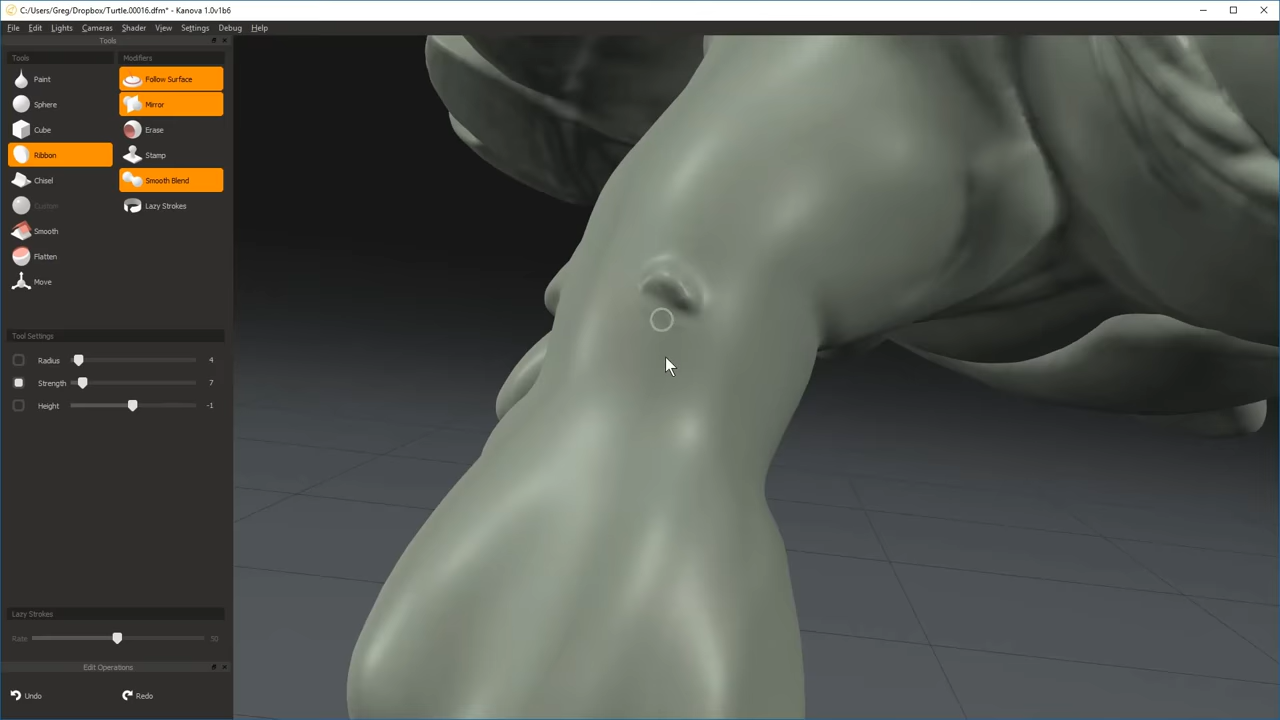 C:/Users/Greg/Dropbox/Turtle.00016.dfm* - Kanova 1.0v1b6
File Edit Lights Cameras Shader View Settings Debug Help
Tools
Tools Modifiers
Paint Follow Surface
Sphere Mirror
Cube Erase
Ribbon Stamp
Chisel Smooth Blend
Custom Lazy Strokes
Smooth
Flatten
Move
Tool Settings
Radius 4
Strength 7
Height -1
Lazy Strokes
Rate 50
Edit Operations
Undo Redo